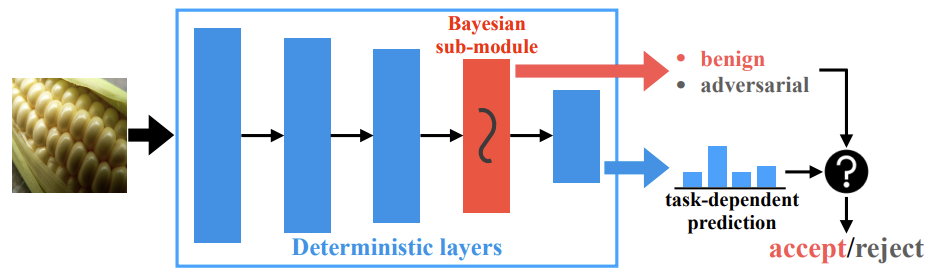 Bayesian
sub-module
• benign
• adversarial
?
task-dependent
prediction
Deterministic layers
accept/reject